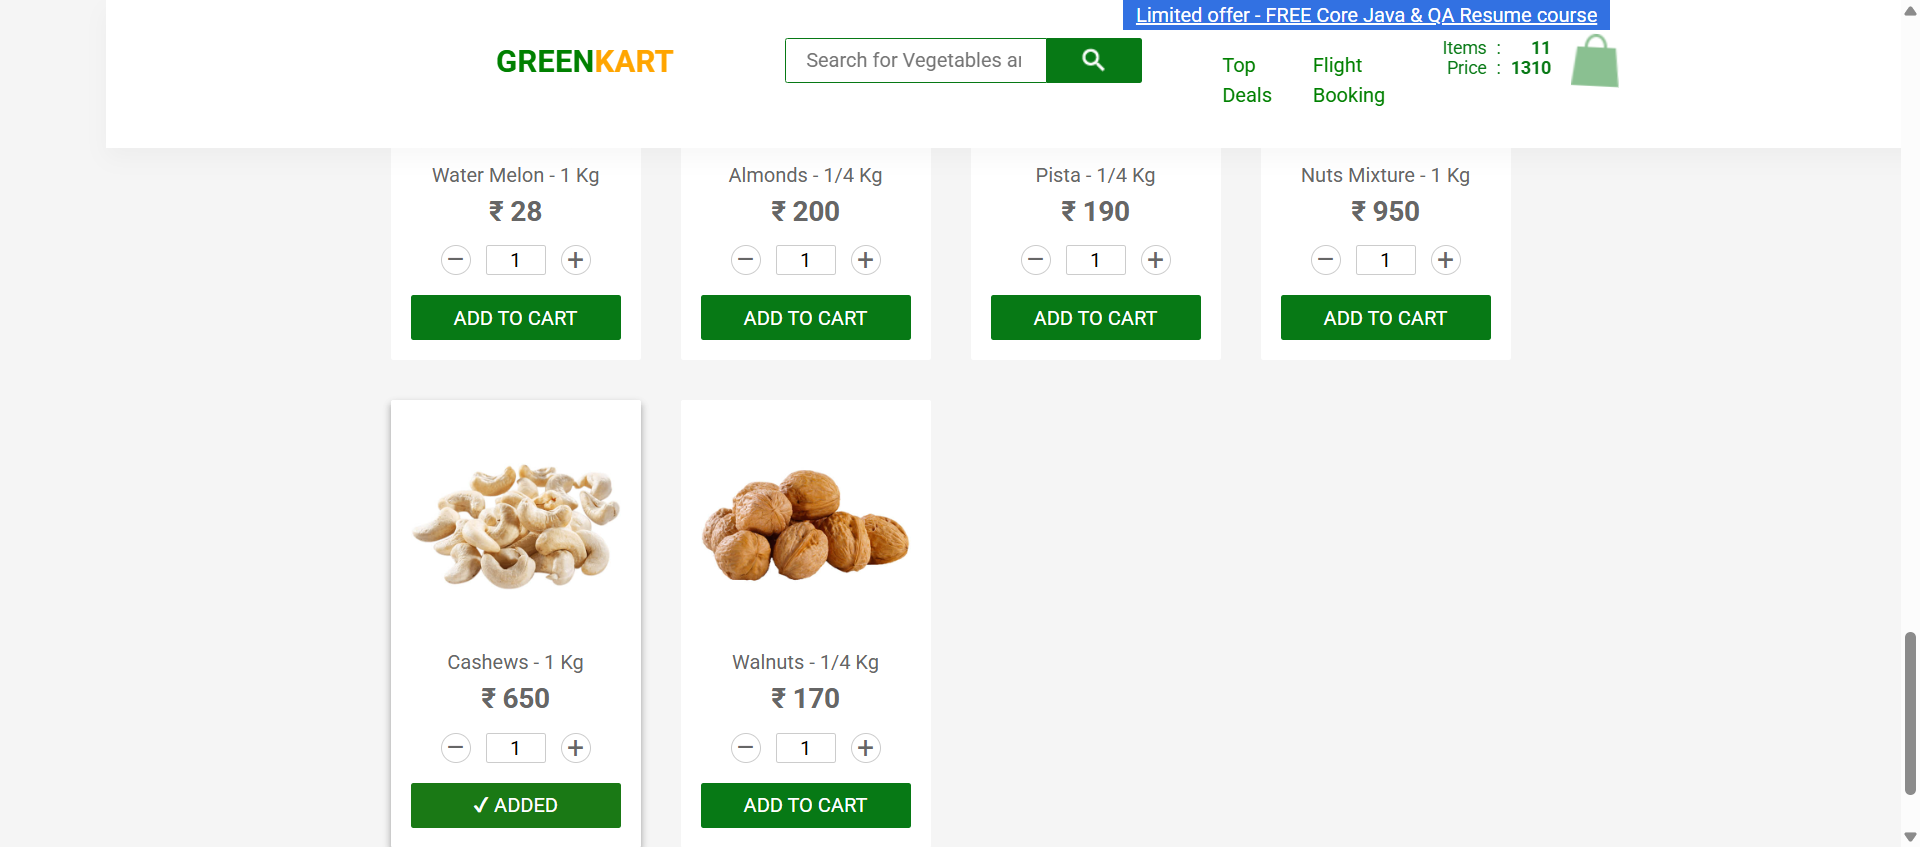 Limited offer - FREE Core Java & QA Resume course
GREENKART
Search for Vegetables ar
Top Deals
Flight Booking
Items : 11
Price : 1310
Water Melon - 1 Kg
₹ 28
− 1 +
ADD TO CART
Almonds - 1/4 Kg
₹ 200
− 1 +
ADD TO CART
Pista - 1/4 Kg
₹ 190
− 1 +
ADD TO CART
Nuts Mixture - 1 Kg
₹ 950
− 1 +
ADD TO CART
Cashews - 1 Kg
₹ 650
− 1 +
✔ ADDED
Walnuts - 1/4 Kg
₹ 170
− 1 +
ADD TO CART